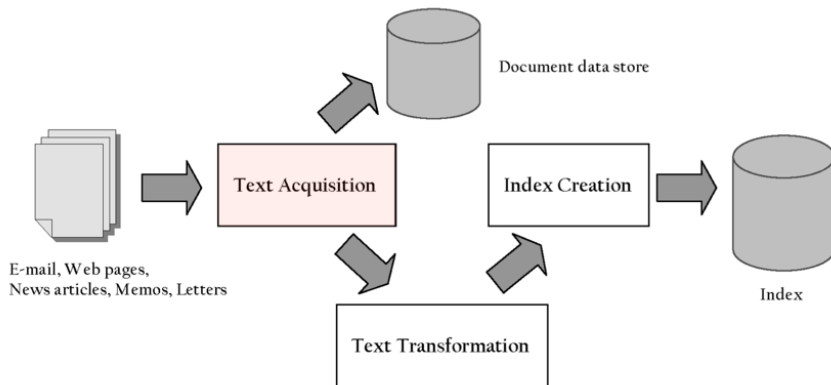 Document data store
Text Acquisition
Index Creation
E-mail, Web pages,
News articles, Memos, Letters
Index
Text Transformation